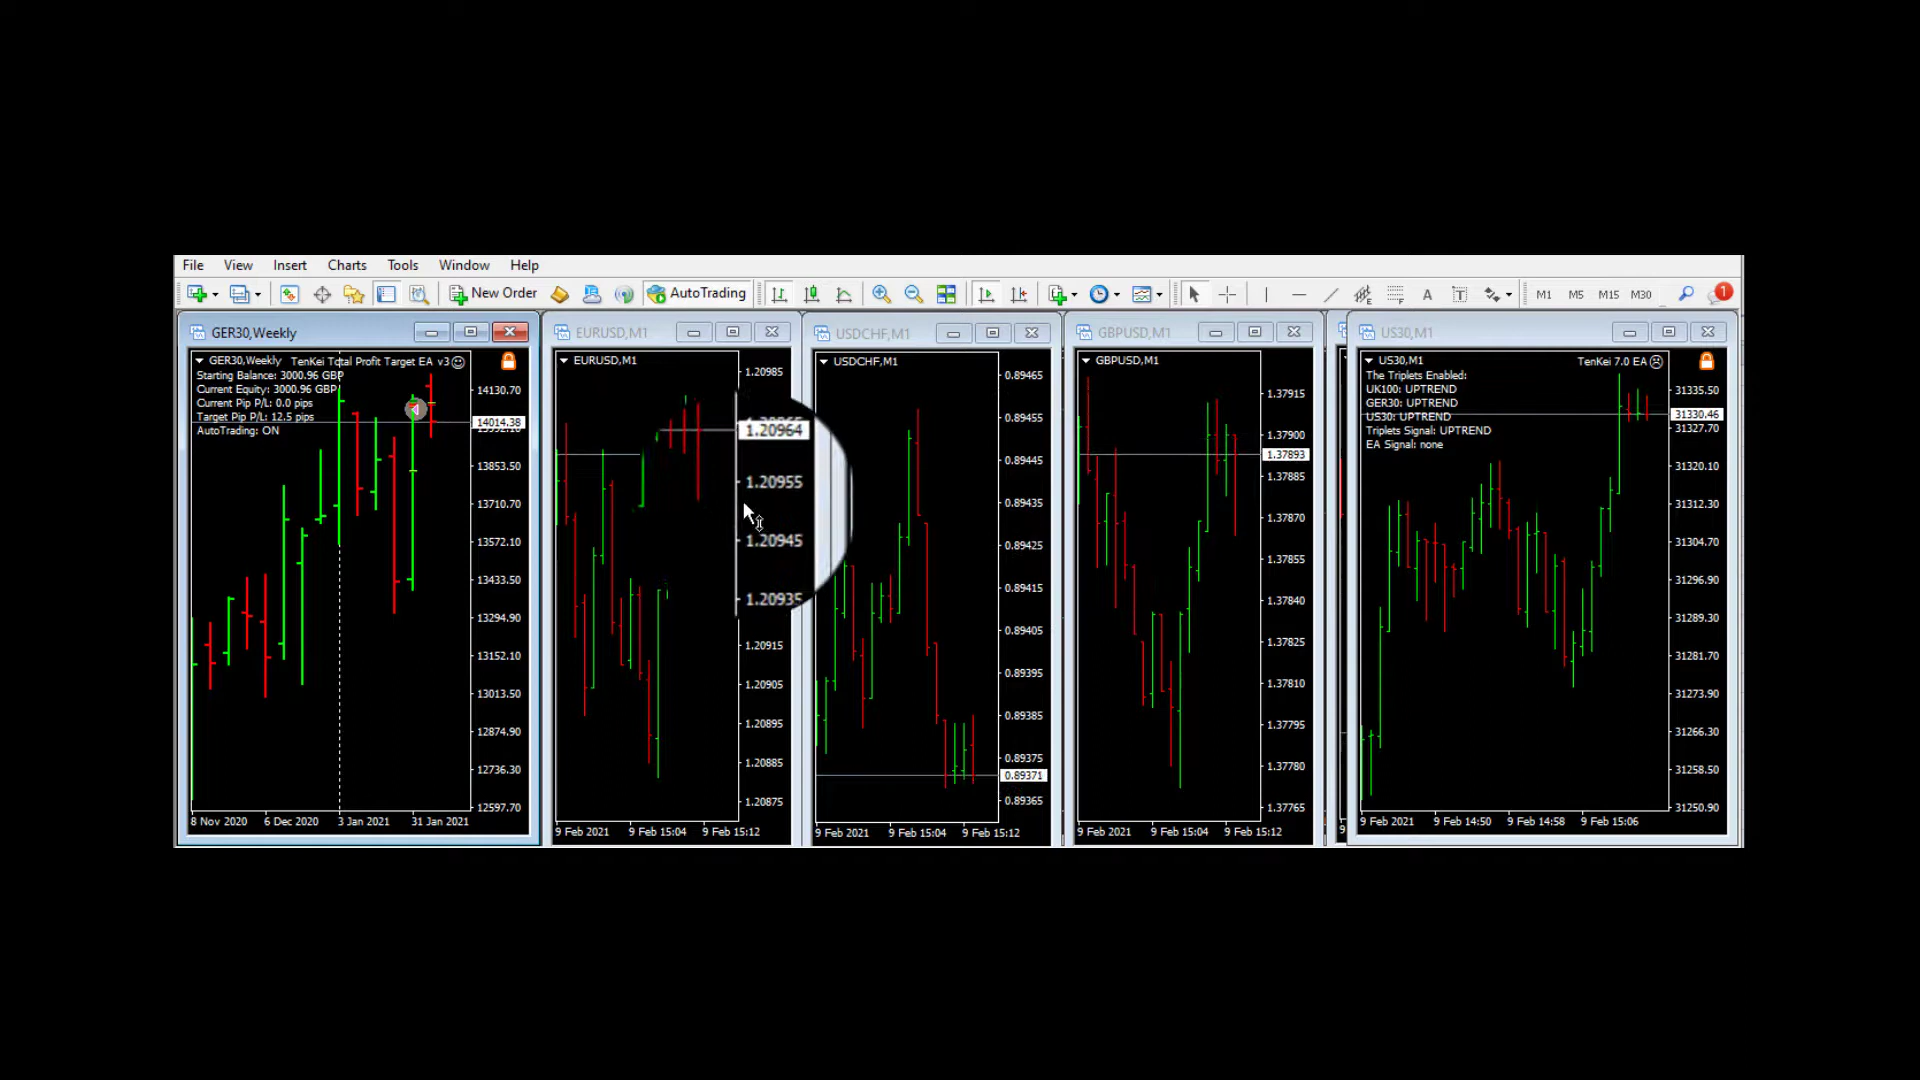 File View Insert Charts Tools Window Help
New Order AutoTrading A T M1 M5 M15 M30 1
GER30,Weekly
GER30,Weekly TenKei Total Profit Target EA v3
Starting Balance: 3000.96 GBP
Current Equity: 3000.96 GBP
Current Pip P/L: 0.0 pips
Target Pip P/L: 12.5 pips
AutoTrading: ON
14130.70
14014.38
13853.50
13710.70
13572.10
13433.50
13294.90
13152.10
13013.50
12874.90
12736.30
12597.70
8 Nov 2020 6 Dec 2020 3 Jan 2021 31 Jan 2021
EURUSD,M1
EURUSD,M1
1.20985
1.20964
1.20955
1.20945
1.20935
1.20915
1.20905
1.20895
1.20885
1.20875
9 Feb 2021 9 Feb 15:04 9 Feb 15:12
USDCHF,M1
USDCHF,M1
0.89465
0.89455
0.89445
0.89435
0.89425
0.89415
0.89405
0.89395
0.89385
0.89375
0.89371
0.89365
9 Feb 2021 9 Feb 15:04 9 Feb 15:12
GBPUSD,M1
GBPUSD,M1
1.37915
1.37900
1.37893
1.37885
1.37870
1.37855
1.37840
1.37825
1.37810
1.37795
1.37780
1.37765
9 Feb 2021 9 Feb 15:04 9 Feb 15:12
US30,M1
US30,M1 TenKei 7.0 EA
The Triplets Enabled:
UK100: UPTREND
GER30: UPTREND
US30: UPTREND
Triplets Signal: UPTREND
EA Signal: none
31335.50
31330.46
31327.70
31320.10
31312.30
31304.70
31296.90
31289.30
31281.70
31273.90
31266.30
31258.50
31250.90
9 Feb 2021 9 Feb 14:50 9 Feb 14:58 9 Feb 15:06